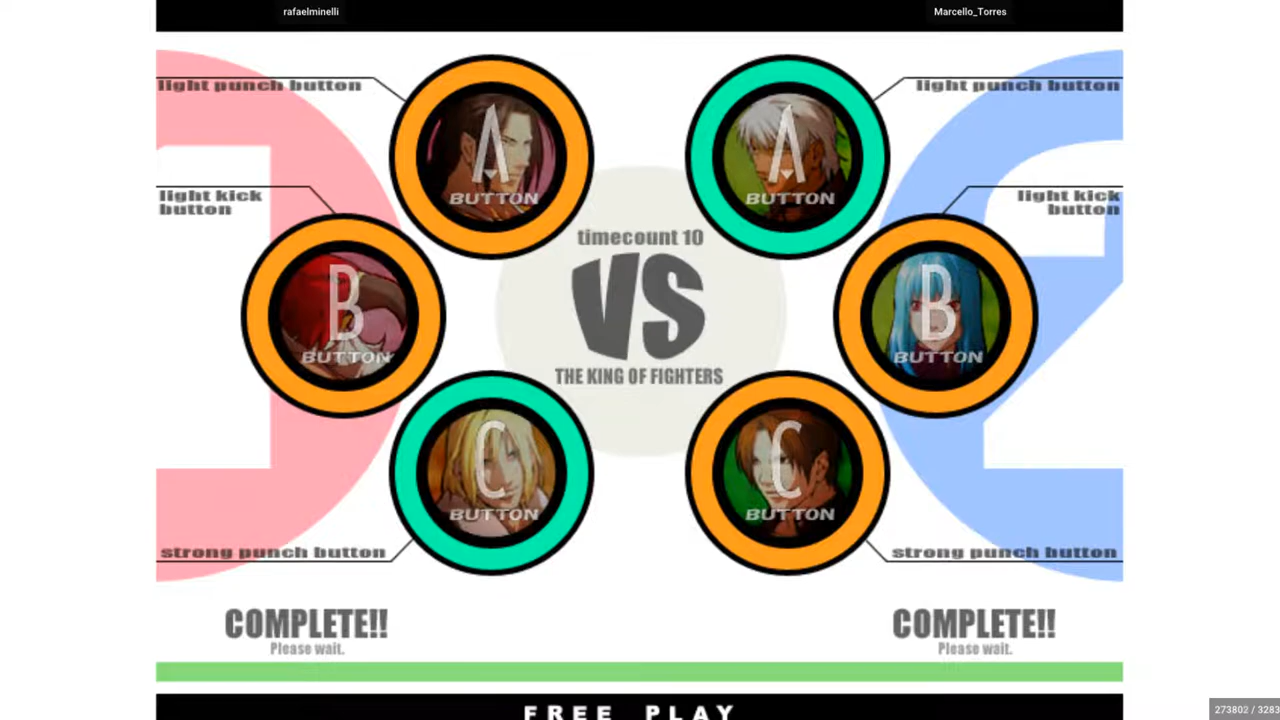 rafaelminelli
Marcello_Torres
light punch button
light punch button
A
BUTTON
A
BUTTON
light kick
button
light kick
button
timecount 10
VS
THE KING OF FIGHTERS
B
BUTTON
B
BUTTON
C
BUTTON
C
BUTTON
strong punch button
strong punch button
COMPLETE!!
Please wait.
COMPLETE!!
Please wait.
FREE PLAY
273802 / 3283